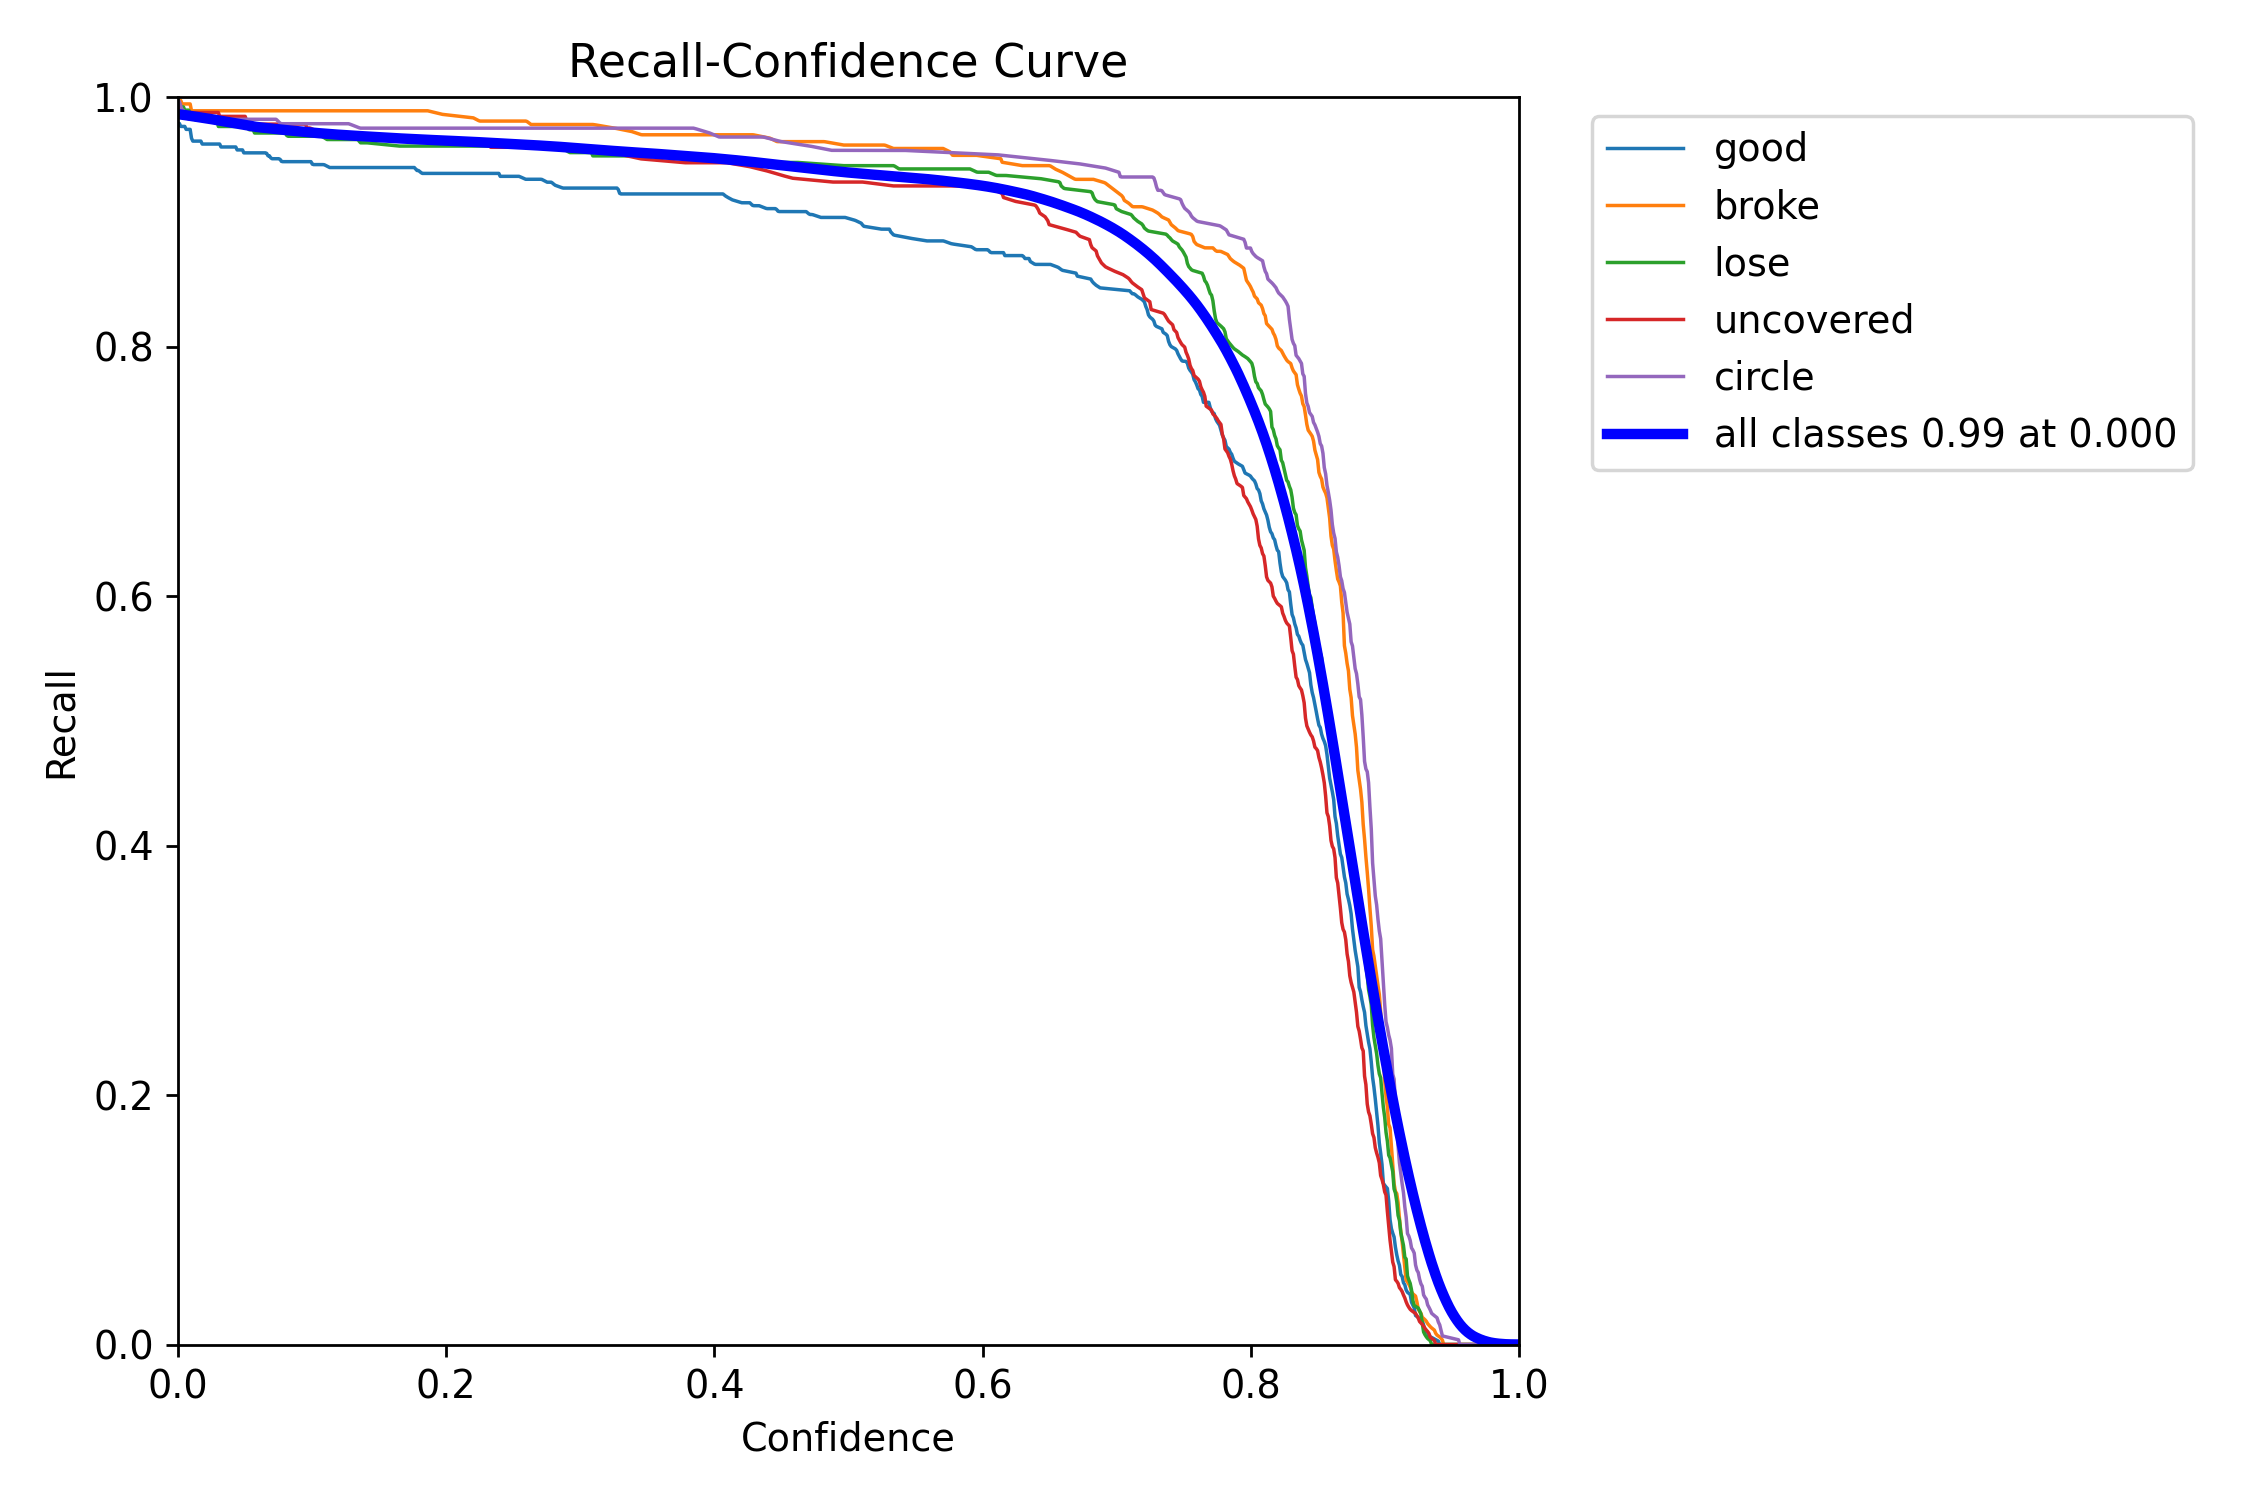 Recall-Confidence Curve
1.0
0.8
0.6
0.4
0.2
0.0
Recall
0.0 0.2 0.4 0.6 0.8 1.0
Confidence
good
broke
lose
uncovered
circle
all classes 0.99 at 0.000